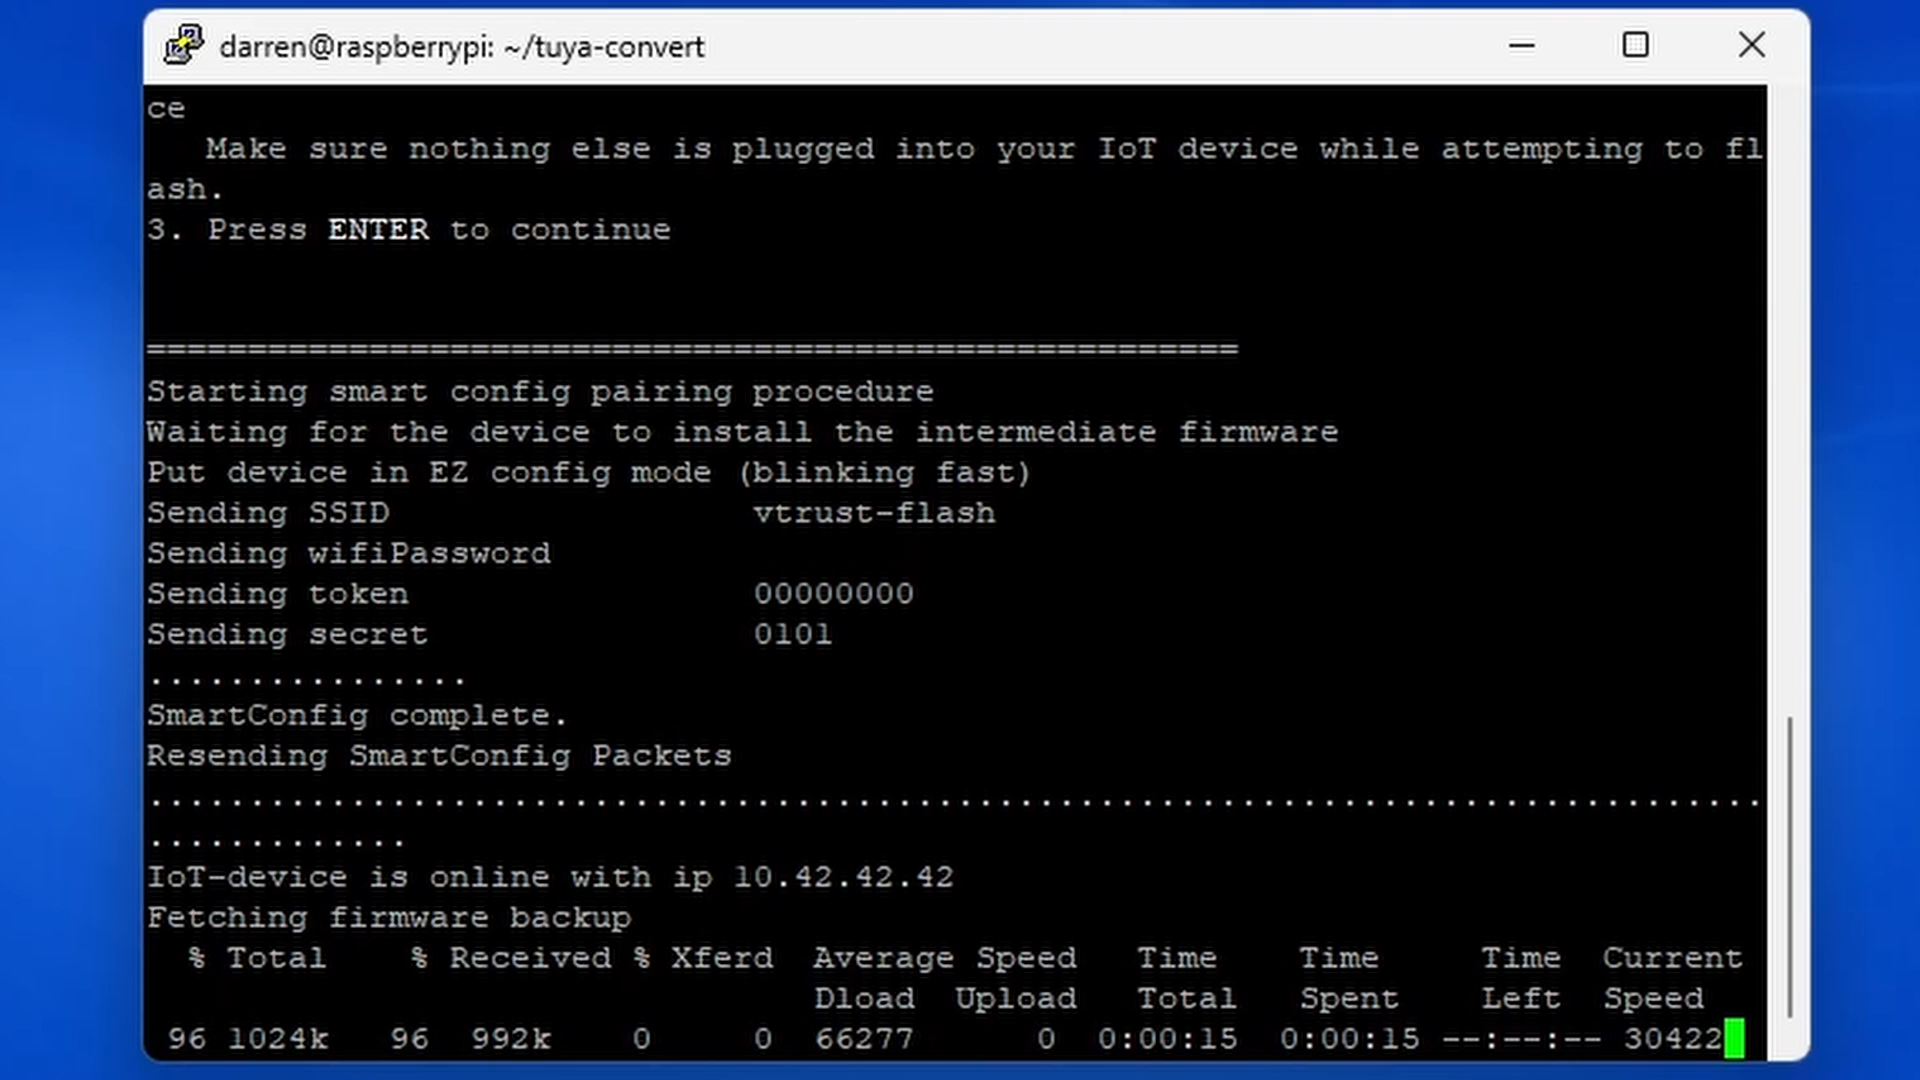 darren@raspberrypi: ~/tuya-convert
ce
   Make sure nothing else is plugged into your IoT device while attempting to fl
ash.
3. Press ENTER to continue
======================================================
Starting smart config pairing procedure
Waiting for the device to install the intermediate firmware
Put device in EZ config mode (blinking fast)
Sending SSID                  vtrust-flash
Sending wifiPassword
Sending token                 00000000
Sending secret                0101
................
SmartConfig complete.
Resending SmartConfig Packets
................................................................................
.............
IoT-device is online with ip 10.42.42.42
Fetching firmware backup
  % Total    % Received % Xferd  Average Speed   Time    Time     Time  Current
                                 Dload  Upload   Total   Spent    Left  Speed
 96 1024k   96  992k    0     0  66277      0  0:00:15  0:00:15 --:--:-- 30422